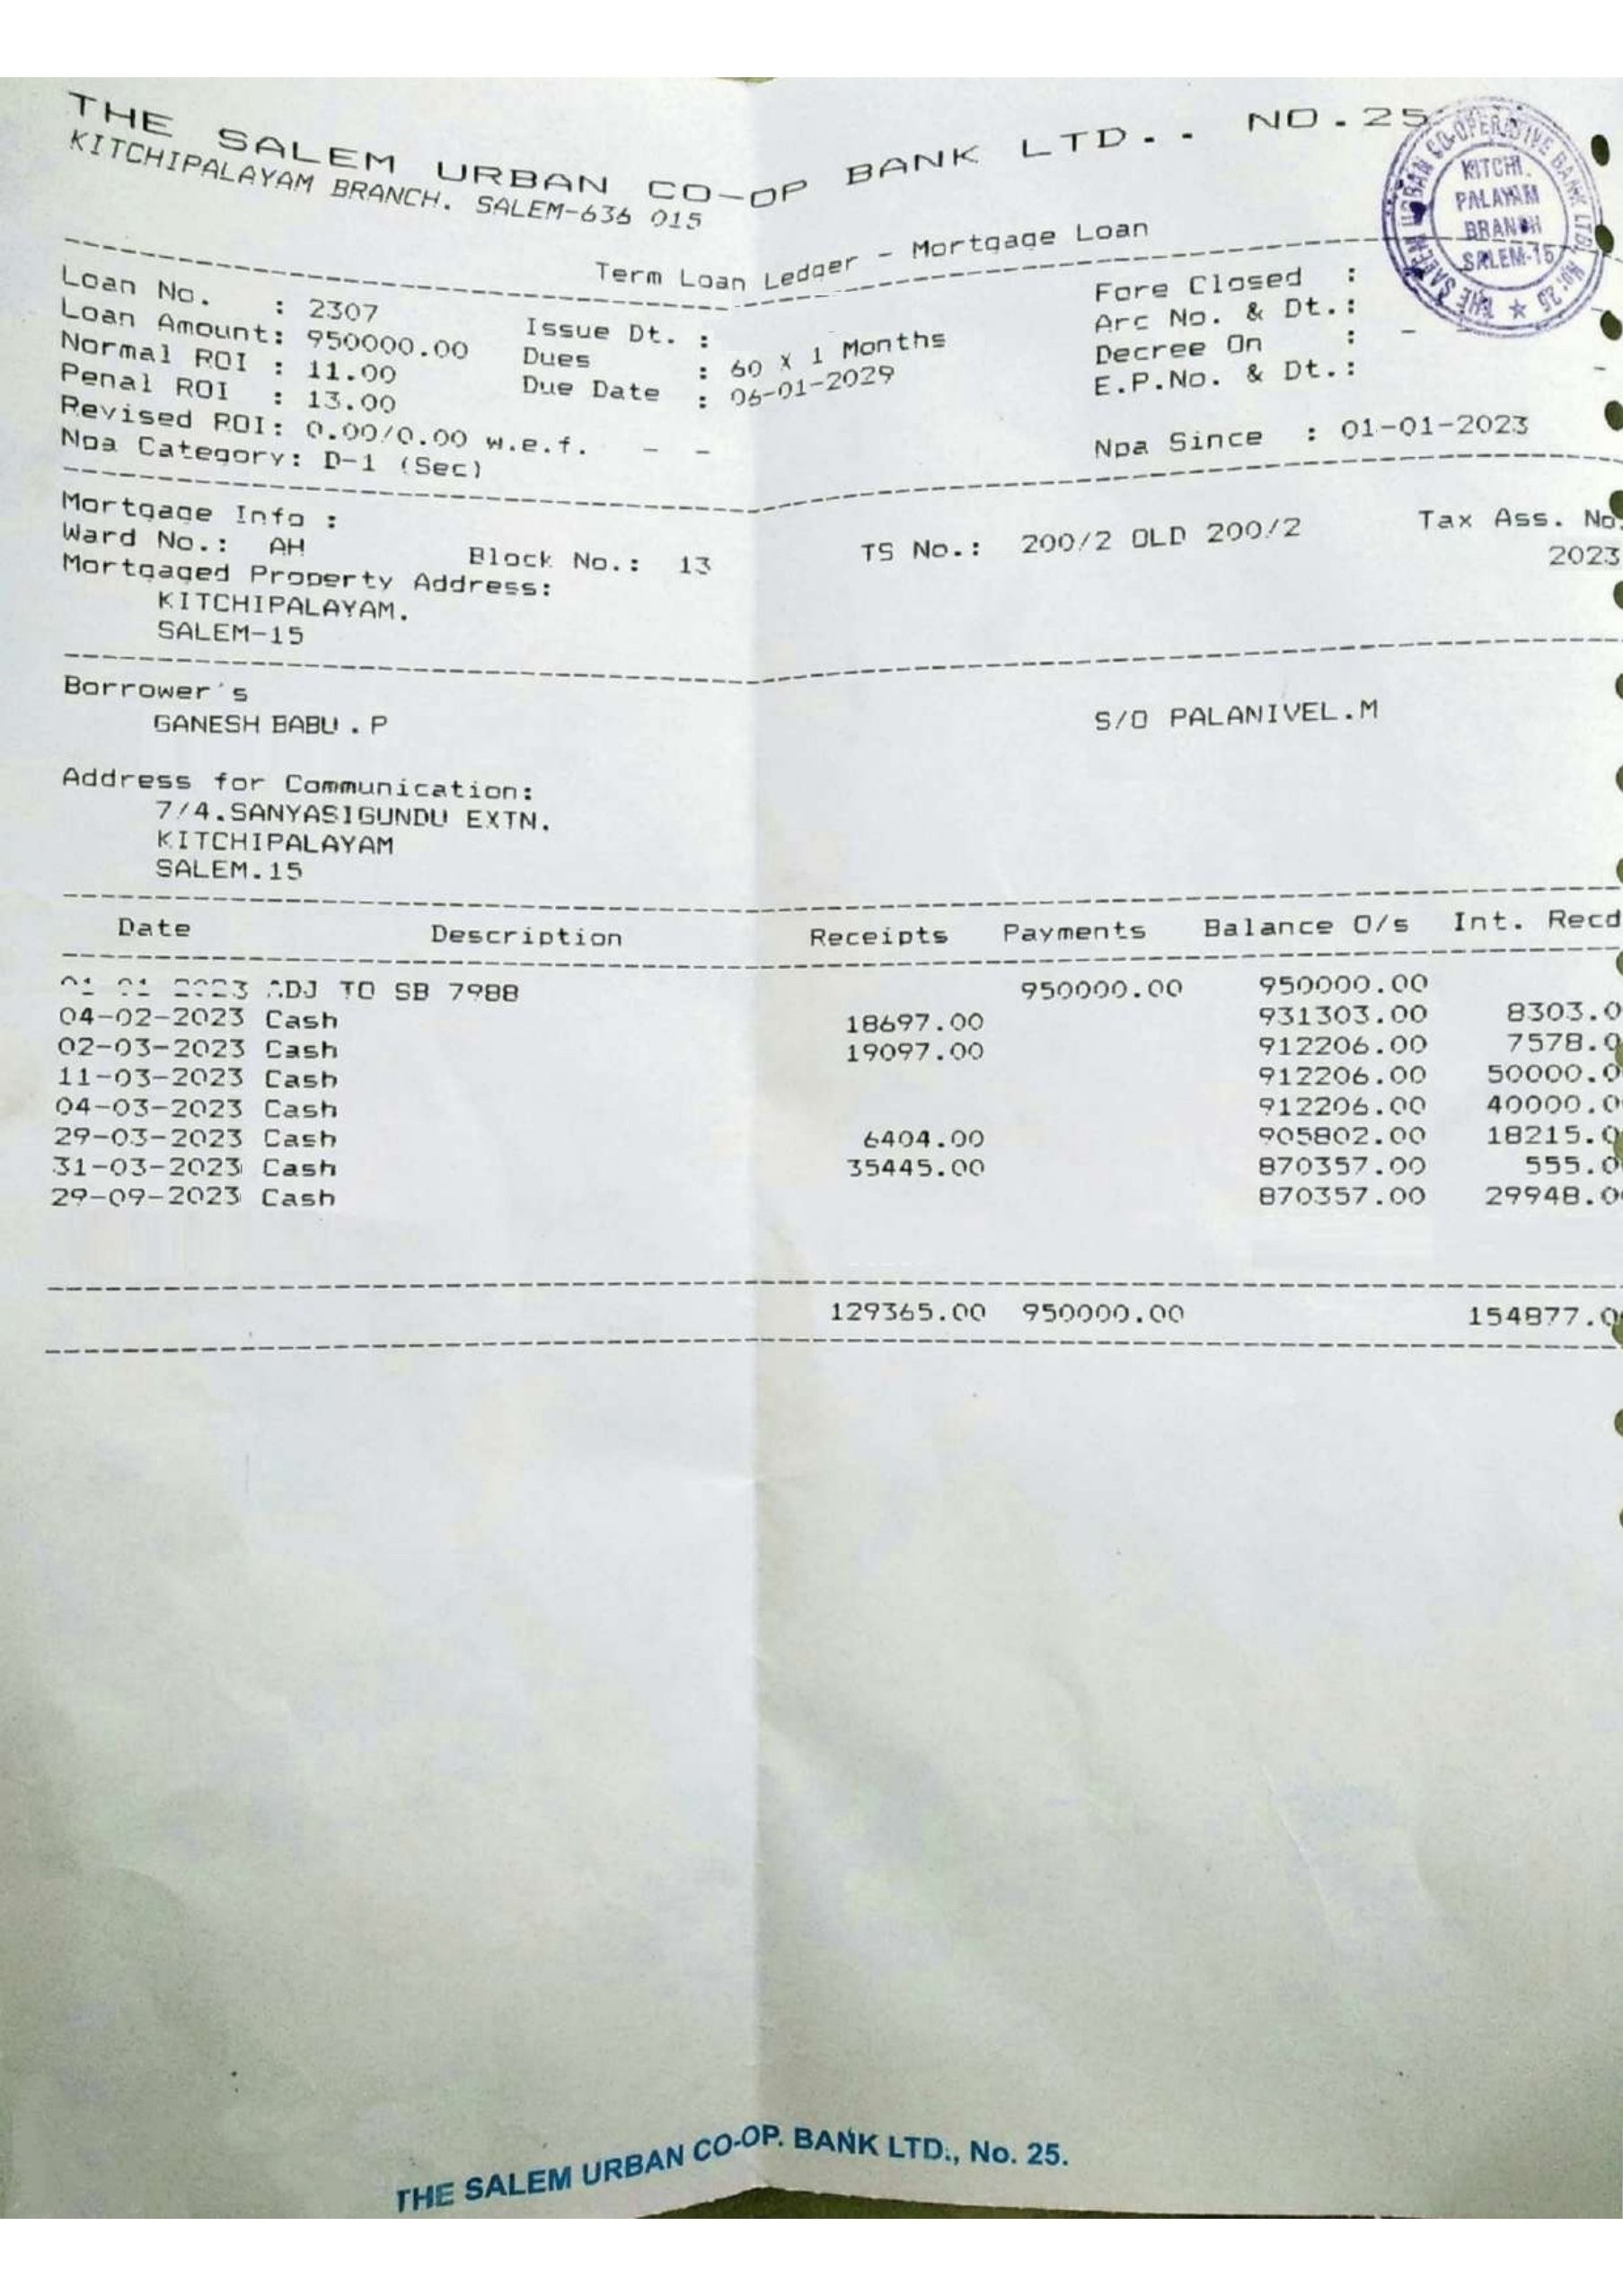 THE SALEM URBAN CO-OP BANK LTD.. NO.25
KITCHIPALAYAM BRANCH. SALEM-636 015
THE SALEM URBAN CO-OPERATIVE BANK LTD. NO: 25 ★
KITCHI.
PALAYAM
BRANCH
SALEM-15
Term Loan Ledger - Mortgage Loan
Loan No. : 2307 Issue Dt. : Fore Closed :
Loan Amount: 950000.00 Dues : 60 X 1 Months Arc No. & Dt.:
Normal ROI : 11.00 Due Date : 06-01-2029 Decree On : - -
Penal ROI : 13.00 E.P.No. & Dt.:
Revised ROI: 0.00/0.00 w.e.f. - -
Npa Category: D-1 (Sec) Npa Since : 01-01-2023
Mortgage Info :
Ward No.: AH Block No.: 13 TS No.: 200/2 OLD 200/2 Tax Ass. No.
2023
Mortgaged Property Address:
KITCHIPALAYAM.
SALEM-15
Borrower's
GANESH BABU . P S/O PALANIVEL.M
Address for Communication:
7/4.SANYASIGUNDU EXTN.
KITCHIPALAYAM
SALEM.15
Date Description Receipts Payments Balance O/s Int. Recd
ADJ TO SB 7988 950000.00 950000.00
04-02-2023 Cash 18697.00 931303.00 8303.0
02-03-2023 Cash 19097.00 912206.00 7578.0
11-03-2023 Cash 912206.00 50000.0
04-03-2023 Cash 912206.00 40000.0
29-03-2023 Cash 6404.00 905802.00 18215.0
31-03-2023 Cash 35445.00 870357.00 555.0
29-09-2023 Cash 870357.00 29948.0
129365.00 950000.00 154877.0
THE SALEM URBAN CO-OP. BANK LTD., No. 25.